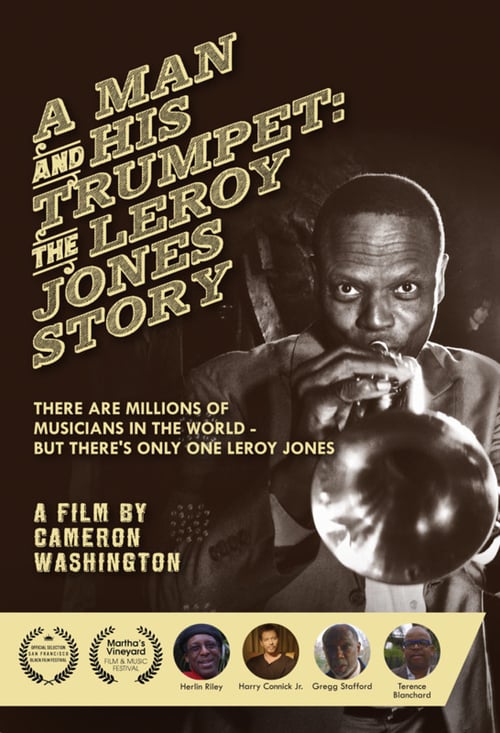 A MAN
AND HIS
TRUMPET:
THE LEROY
JONES
STORY
THERE ARE MILLIONS OF
MUSICIANS IN THE WORLD -
BUT THERE'S ONLY ONE LEROY JONES
A FILM BY
CAMERON
WASHINGTON
OFFICIAL SELECTION
SAN FRANCISCO
BLACK FILM FESTIVAL
Martha's
Vineyard
FILM & MUSIC
FESTIVAL
Herlin Riley
Harry Connick Jr.
Gregg Stafford
Terence
Blanchard